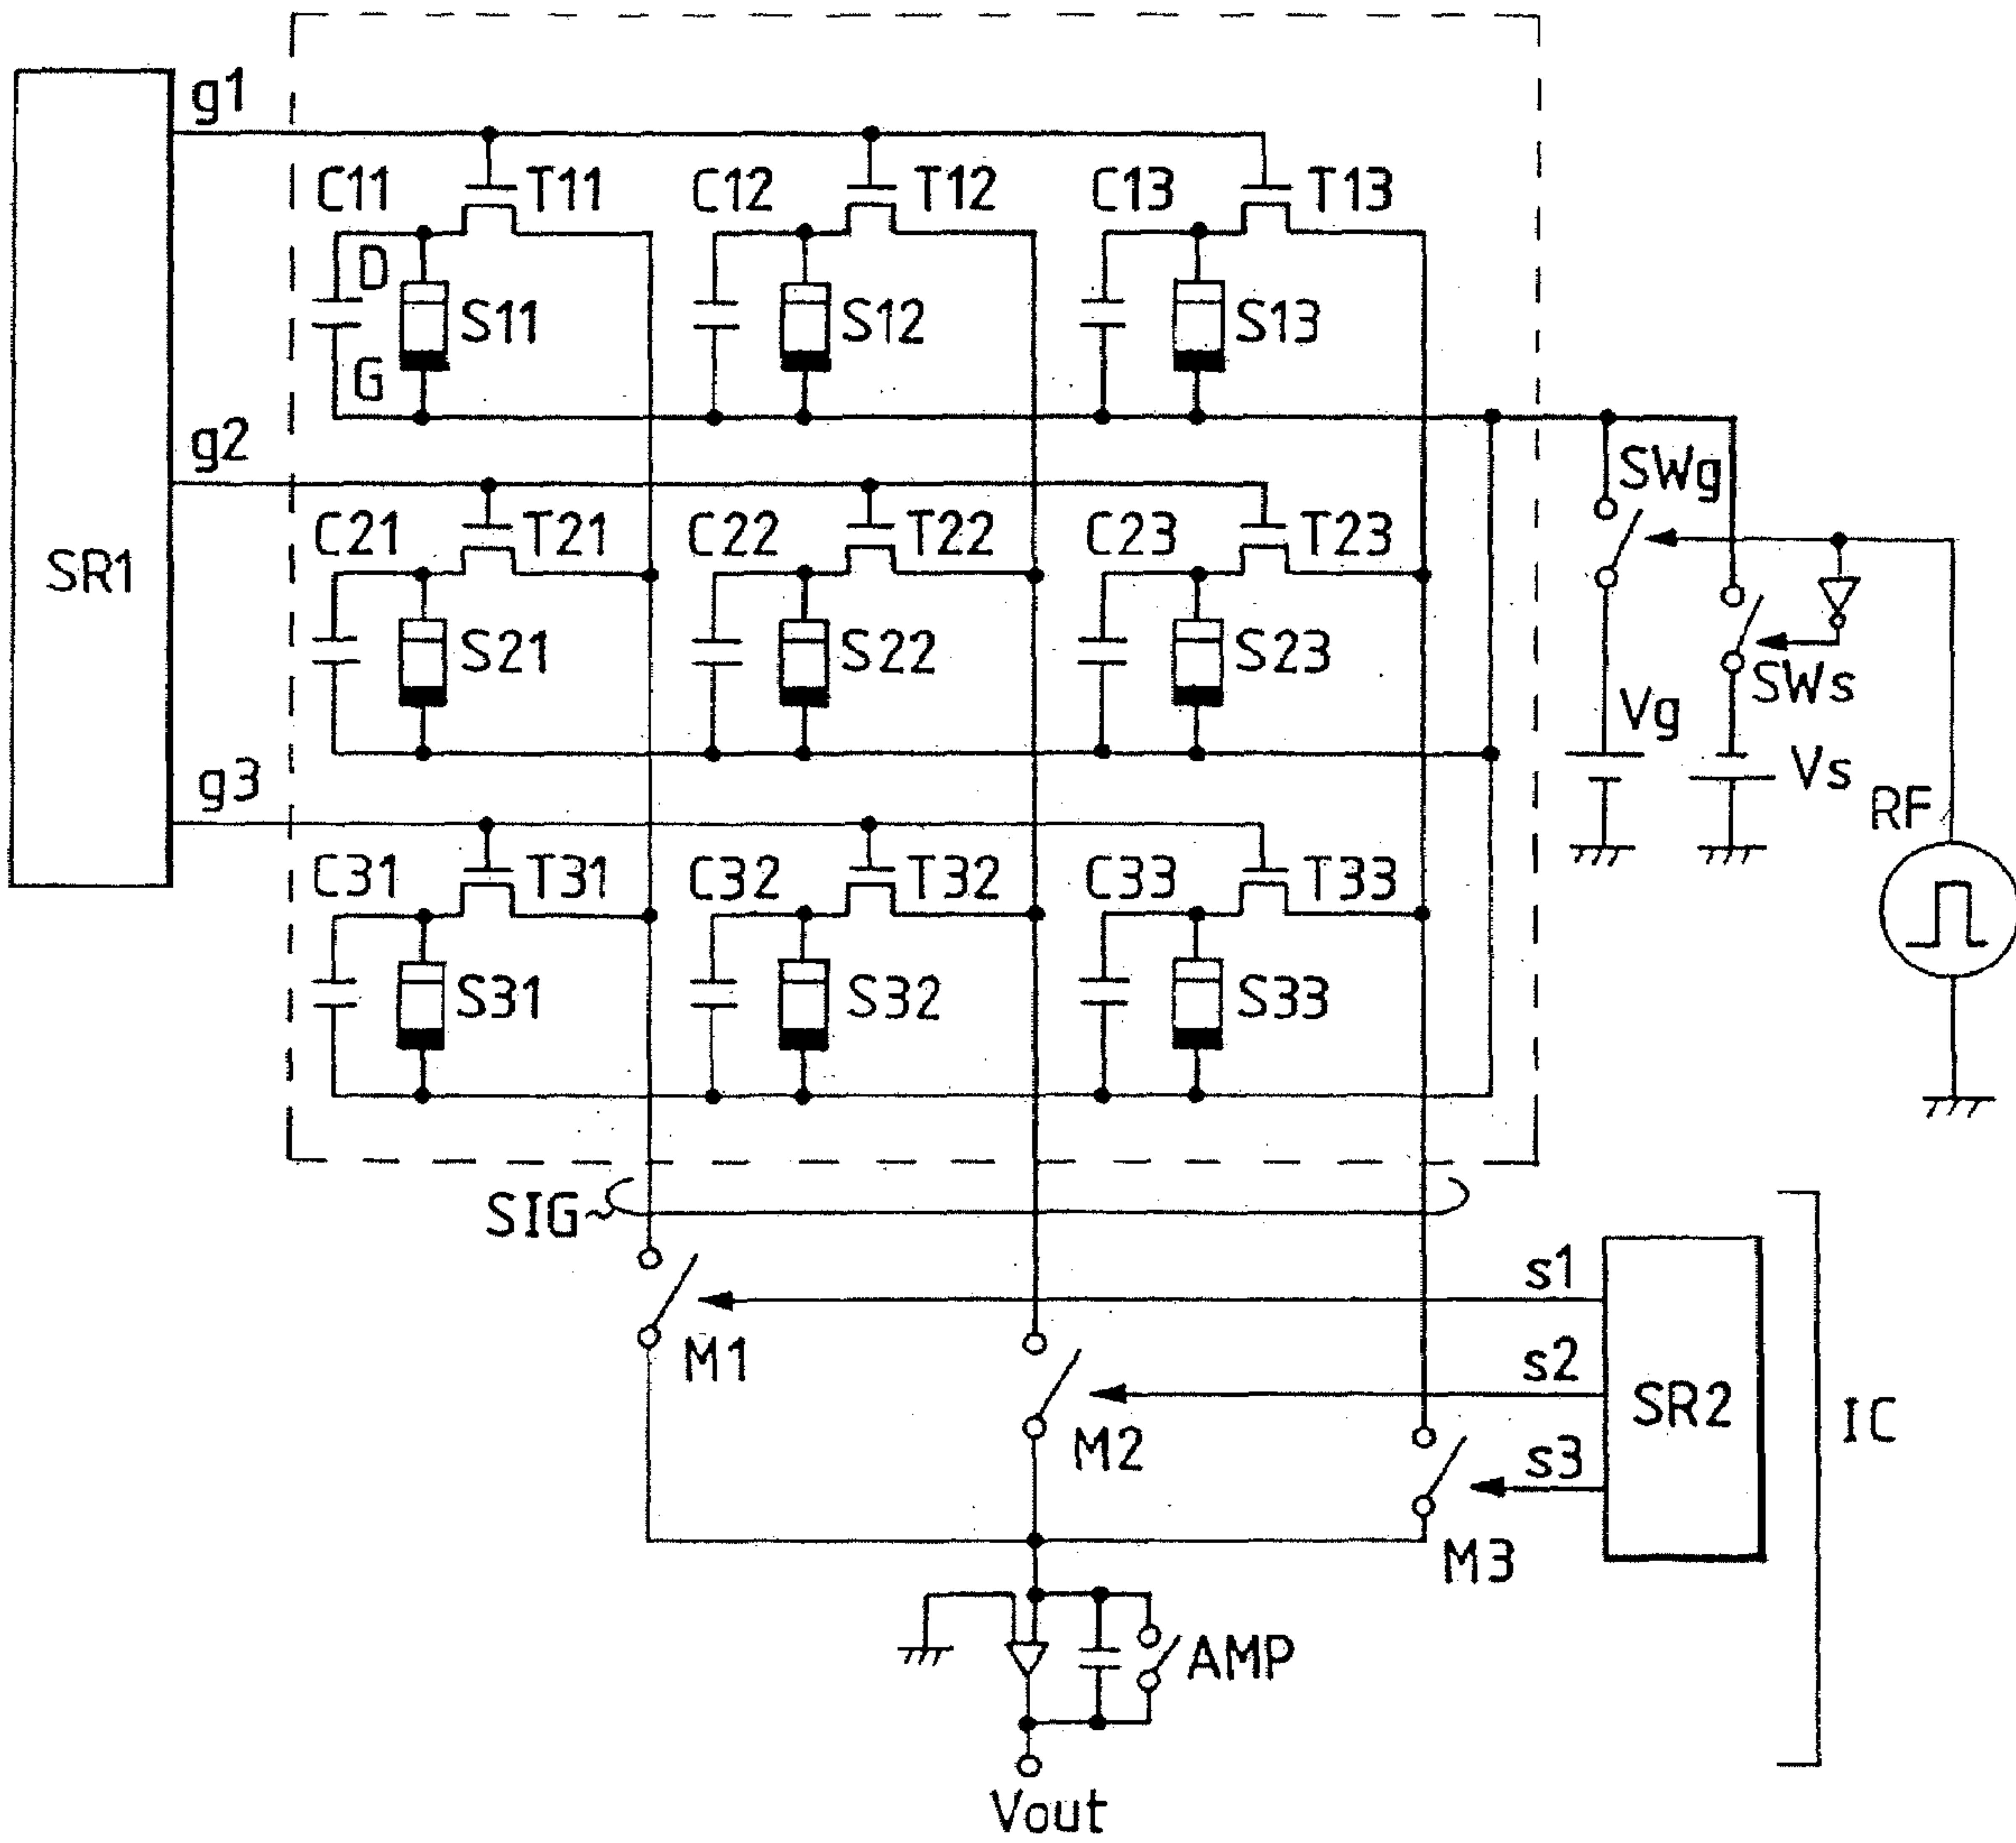 g1
C11 T11 C12 T12 C13 T13
D
S11 S12 S13
G
g2
SWg
C21 T21 C22 T22 C23 T23
SR1
S21 S22 S23
SWs
Vg
Vs
g3
RF
C31 T31 C32 T32 C33 T33
S31 S32 S33
SIG
s1
M1
s2
SR2
IC
M2
s3
M3
AMP
Vout